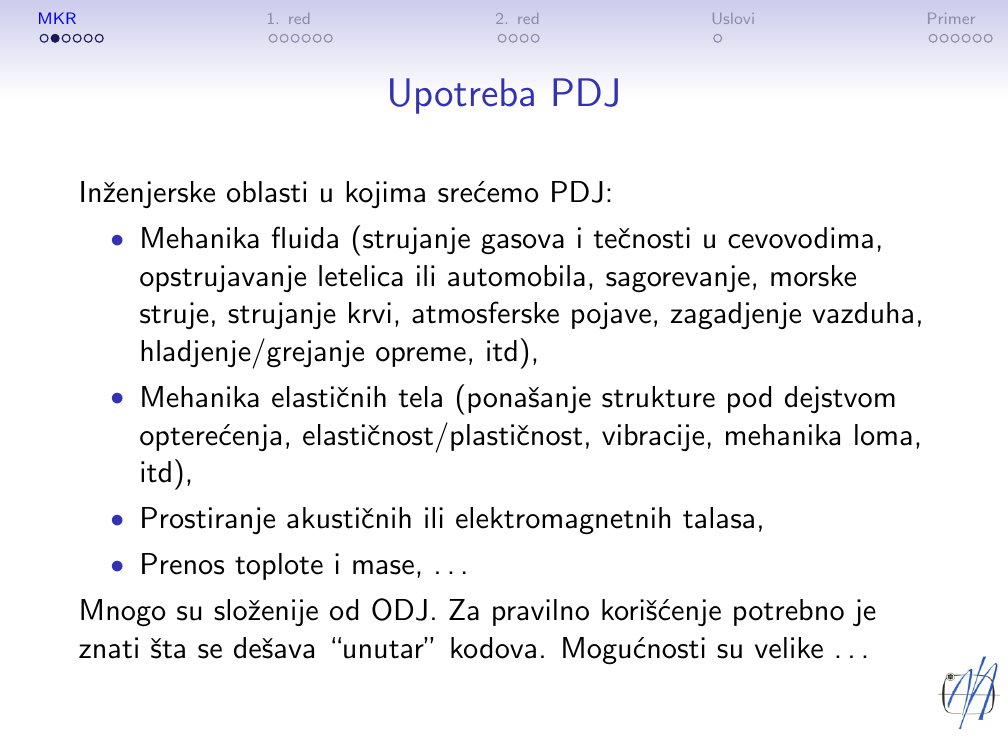 MKR
1. red
2. red
Uslovi
Primer
Upotreba PDJ
Inženjerske oblasti u kojima srećemo PDJ:
• Mehanika fluida (strujanje gasova i tečnosti u cevovodima,
opstrujavanje letelica ili automobila, sagorevanje, morske
struje, strujanje krvi, atmosferske pojave, zagadjenje vazduha,
hladjenje/grejanje opreme, itd),
• Mehanika elastičnih tela (ponašanje strukture pod dejstvom
opterećenja, elastičnost/plastičnost, vibracije, mehanika loma,
itd),
• Prostiranje akustičnih ili elektromagnetnih talasa,
• Prenos toplote i mase, . . .
Mnogo su složenije od ODJ. Za pravilno korišćenje potrebno je
znati šta se dešava “unutar” kodova. Mogućnosti su velike . . .